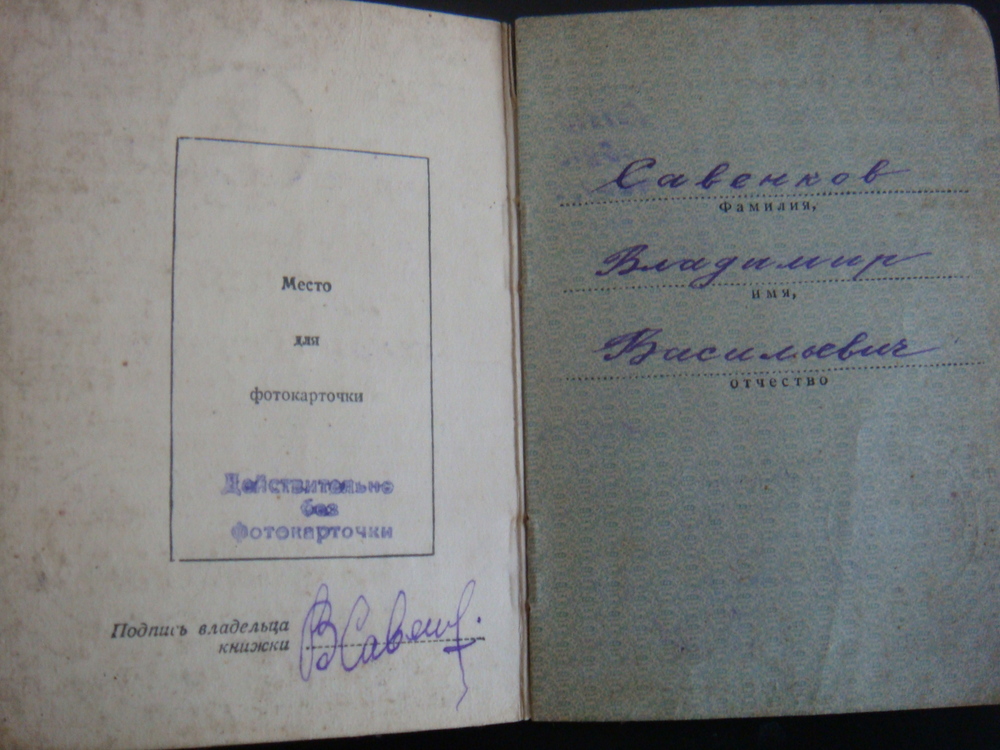 Место
для
фотокарточки
Действительно
без
фотокарточки
Подпись владельца
книжки
Савенков
фамилия,
Владимир
имя,
Васильевич
отчество